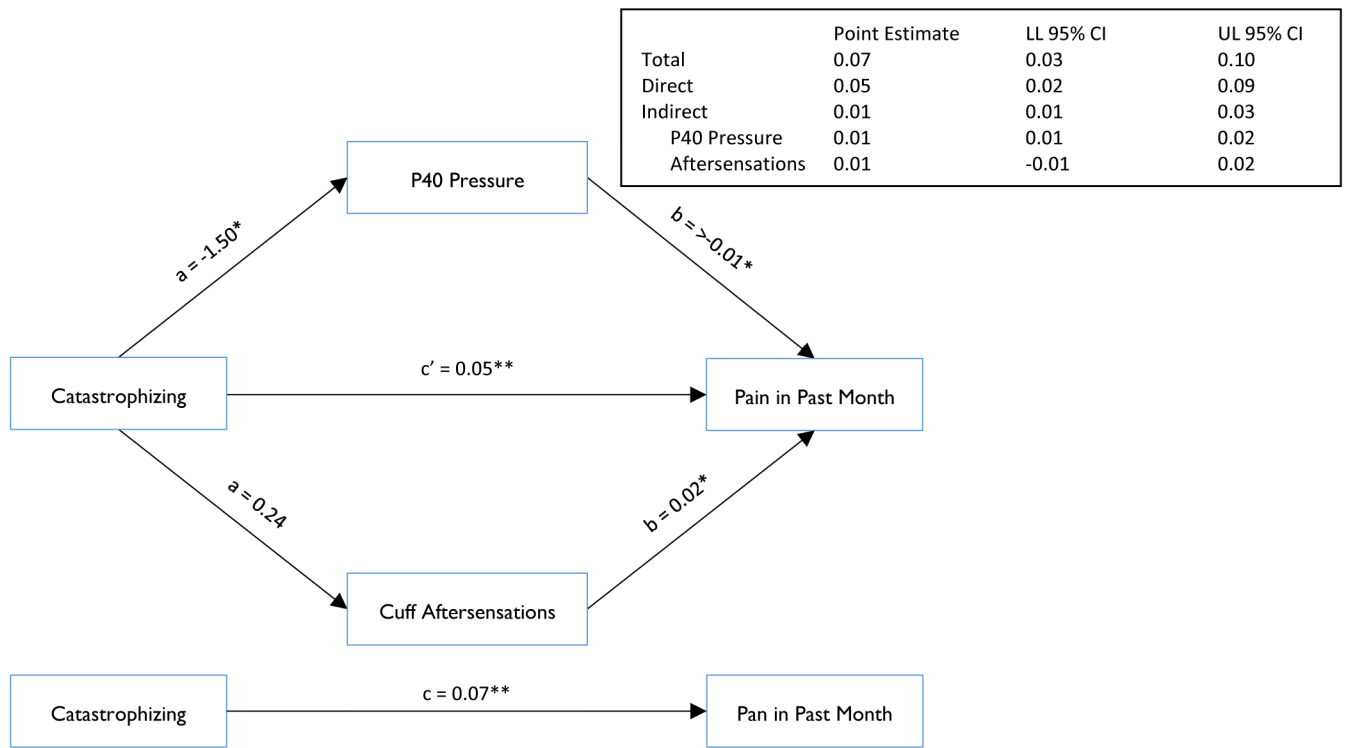 Point Estimate LL 95% CI UL 95% CI
Total 0.07 0.03 0.10
Direct 0.05 0.02 0.09
Indirect 0.01 0.01 0.03
P40 Pressure 0.01 0.01 0.02
Aftersensations 0.01 -0.01 0.02
P40 Pressure
a = -1.50*
b = >-0.01*
Catastrophizing
c’ = 0.05**
Pain in Past Month
a = 0.24
b = 0.02*
Cuff Aftersensations
Catastrophizing
c = 0.07**
Pan in Past Month